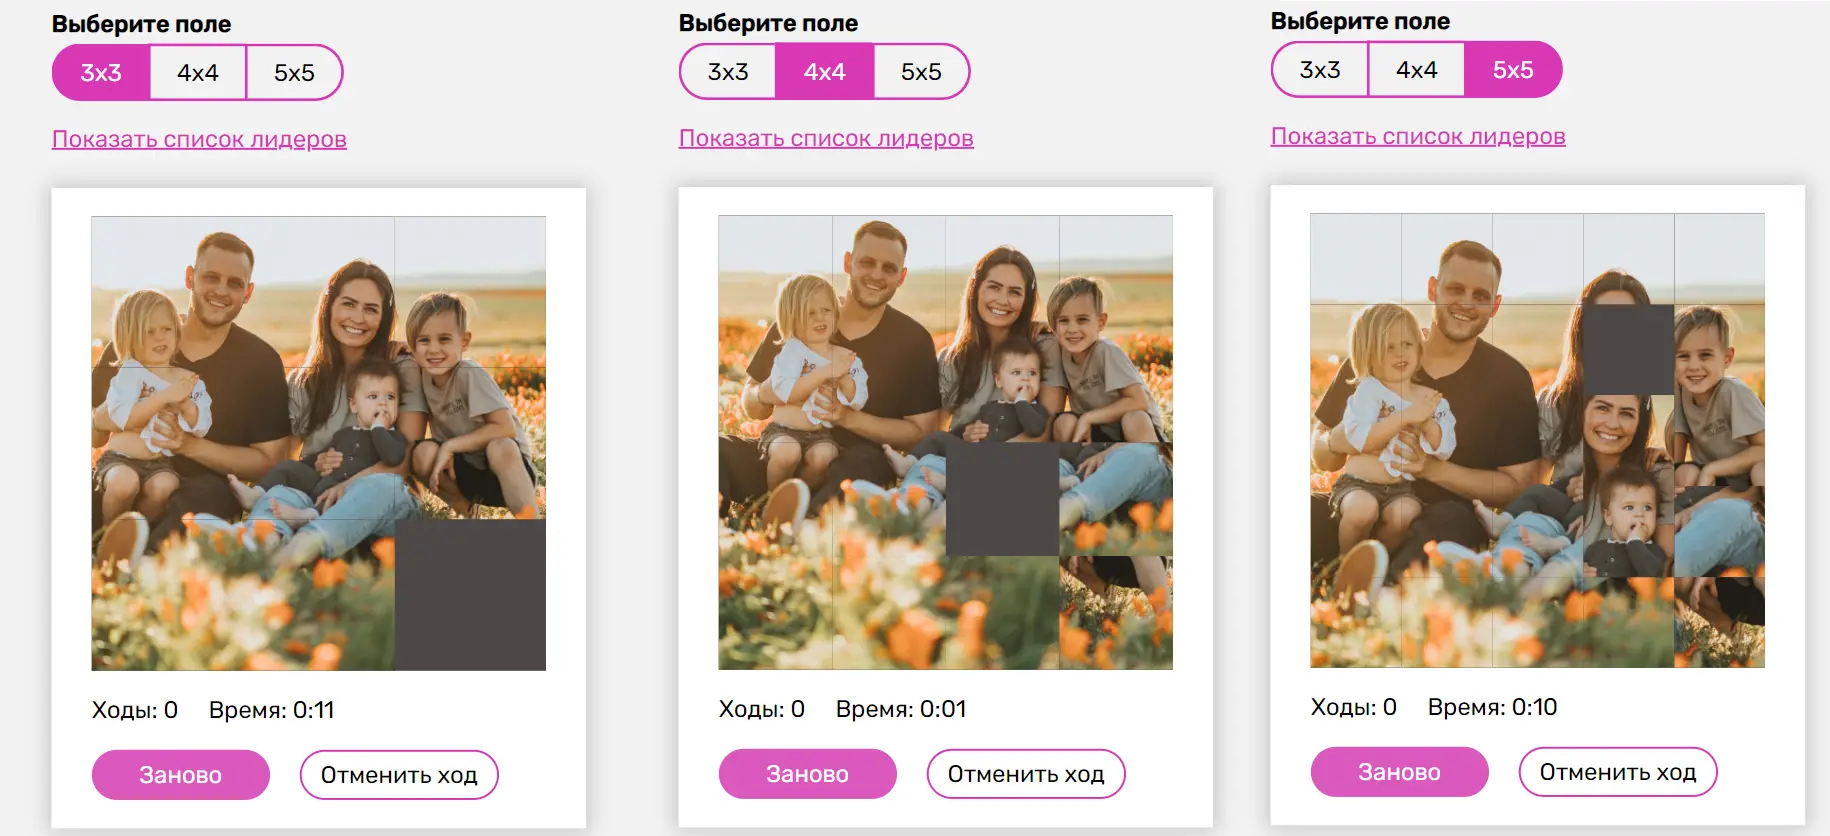 Выберите поле
3x3 4x4 5x5
Показать список лидеров
Ходы: 0 Время: 0:11
Заново Отменить ход
Выберите поле
3x3 4x4 5x5
Показать список лидеров
Ходы: 0 Время: 0:01
Заново Отменить ход
Выберите поле
3x3 4x4 5x5
Показать список лидеров
Ходы: 0 Время: 0:10
Заново Отменить ход